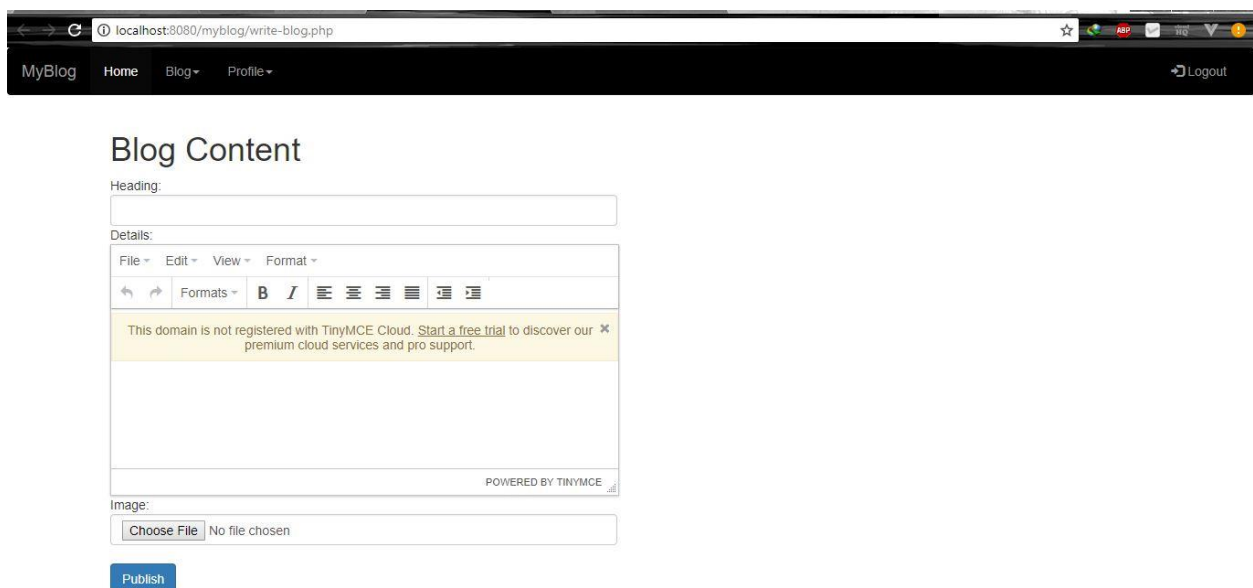 localhost:8080/myblog/write-blog.php
ABP
MyBlog Home Blog Profile Logout
Blog Content
Heading:
Details:
File Edit View Format
Formats B I
This domain is not registered with TinyMCE Cloud. Start a free trial to discover our
premium cloud services and pro support.
POWERED BY TINYMCE
Image:
Choose File No file chosen
Publish